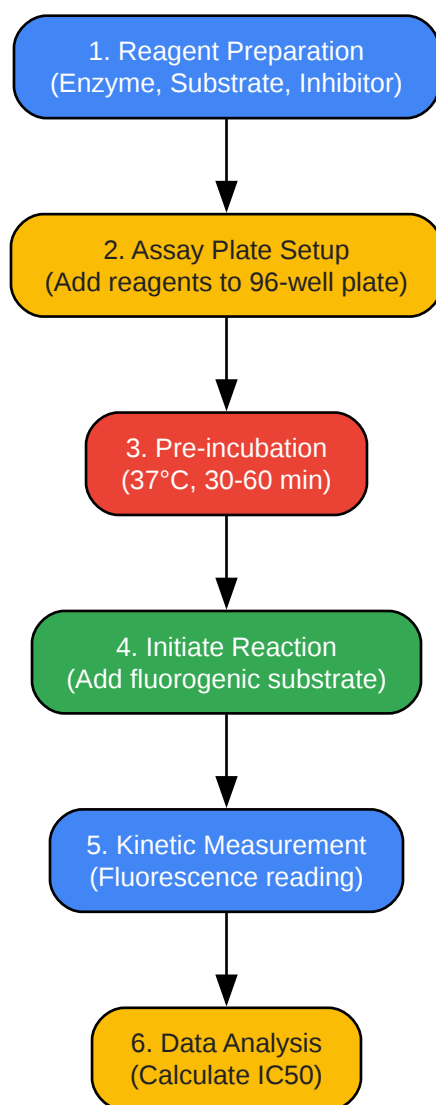 1. Reagent Preparation
(Enzyme, Substrate, Inhibitor)
2. Assay Plate Setup
(Add reagents to 96-well plate)
3. Pre-incubation
(37°C, 30-60 min)
4. Initiate Reaction
(Add fluorogenic substrate)
5. Kinetic Measurement
(Fluorescence reading)
6. Data Analysis
(Calculate IC50)